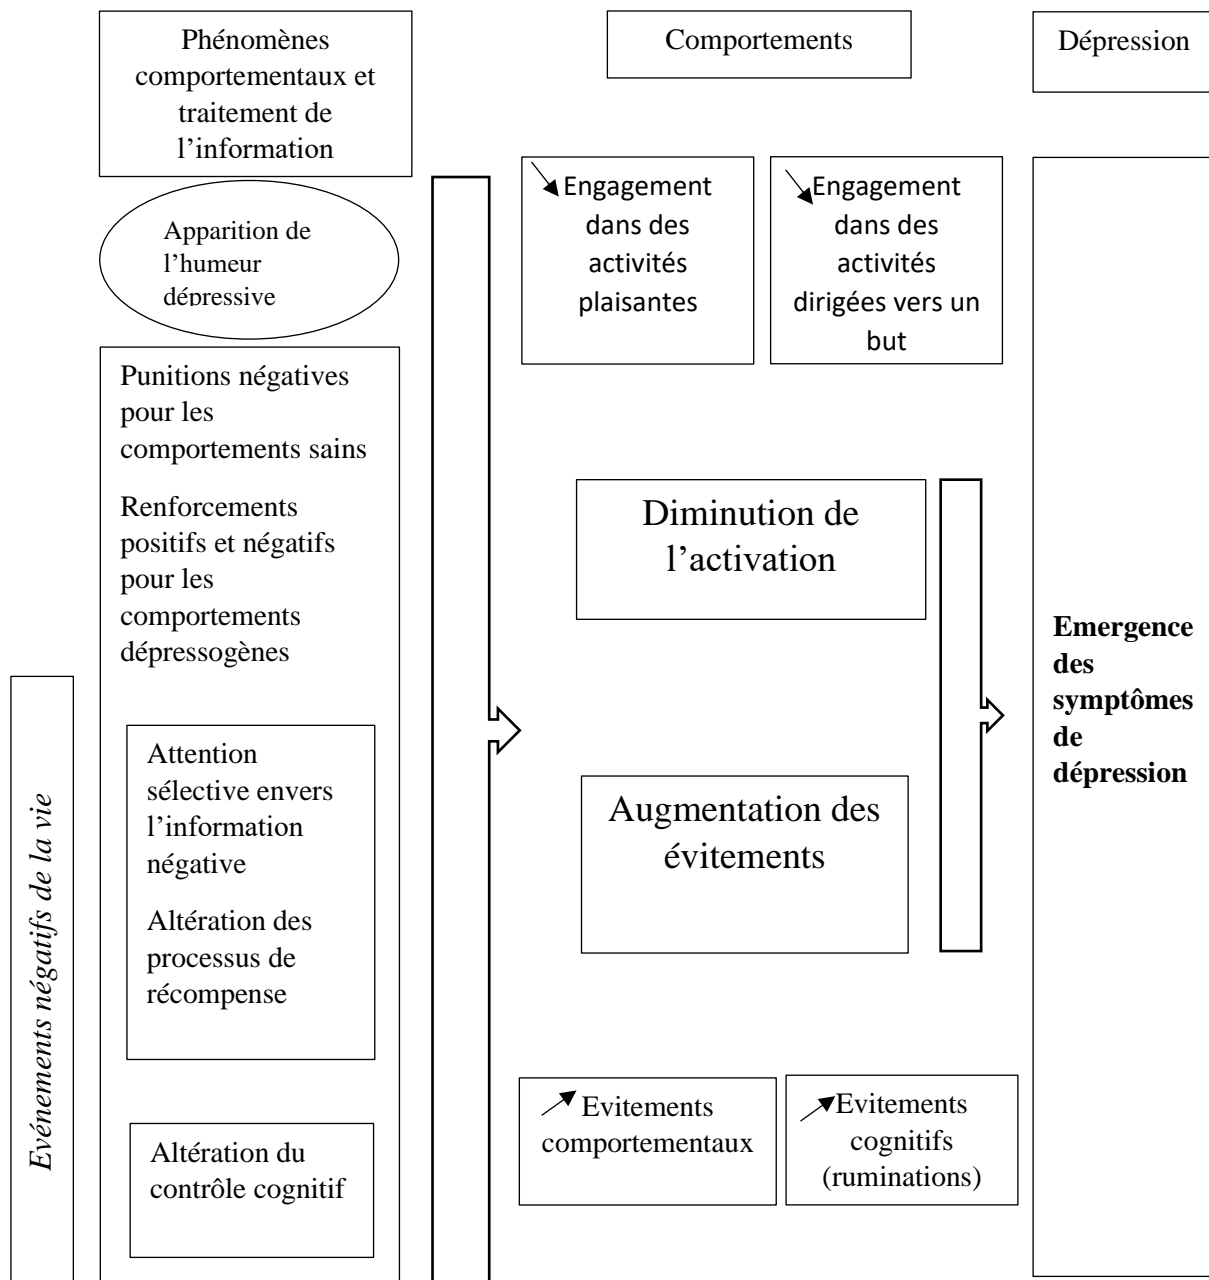 Phénomènes
comportementaux et
traitement de
l’information
Comportements
Dépression
Apparition de
l’humeur
dépressive
Engagement
dans des
activités
plaisantes
Engagement
dans des
activités
dirigées vers un
but
Punitions négatives
pour les
comportements sains
Renforcements
positifs et négatifs
pour les
comportements
dépressogènes
Diminution de
l’activation
Emergence
des
symptômes
de
dépression
Evénements négatifs de la vie
Attention
sélective envers
l’information
négative
Altération des
processus de
récompense
Augmentation des
évitements
Altération du
contrôle cognitif
Evitements
comportementaux
Evitements
cognitifs
(ruminations)